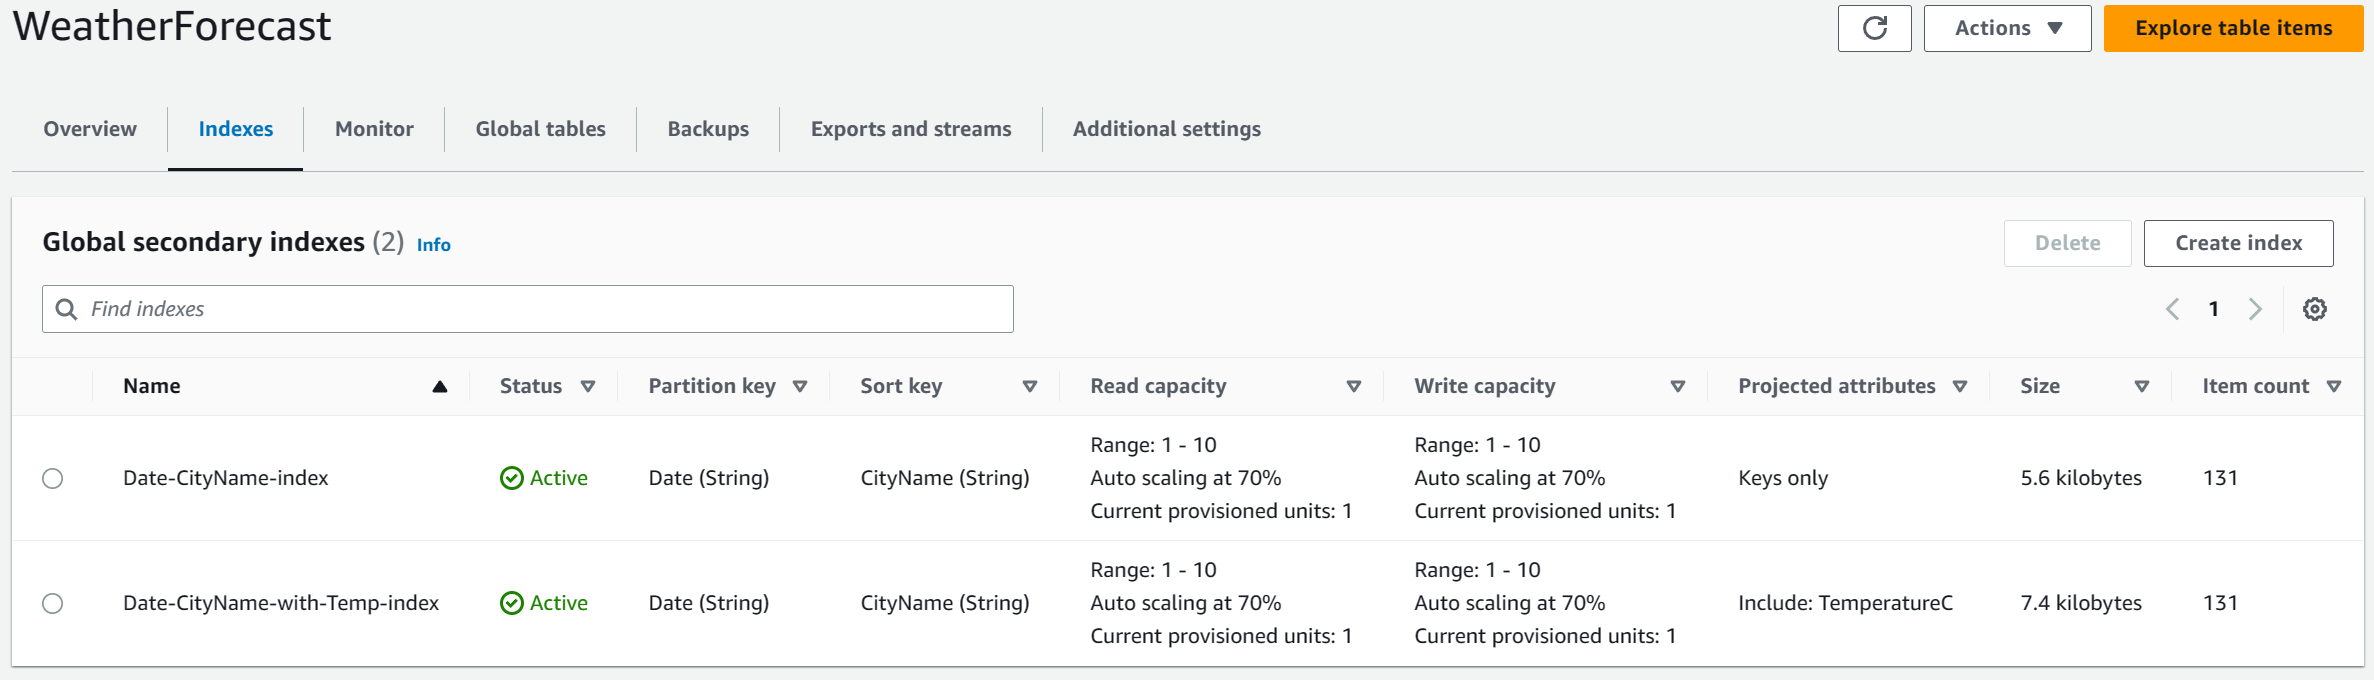 WeatherForecast
Actions
Explore table items
Overview
Indexes
Monitor
Global tables
Backups
Exports and streams
Additional settings
Global secondary indexes (2) Info
Delete
Create index
Find indexes
1
Name Status Partition key Sort key Read capacity Write capacity Projected attributes Size Item count
Range: 1 - 10 Range: 1 - 10
Date-CityName-index Active Date (String) CityName (String) Auto scaling at 70% Auto scaling at 70% Keys only 5.6 kilobytes 131
Current provisioned units: 1 Current provisioned units: 1
Range: 1 - 10 Range: 1 - 10
Date-CityName-with-Temp-index Active Date (String) CityName (String) Auto scaling at 70% Auto scaling at 70% Include: TemperatureC 7.4 kilobytes 131
Current provisioned units: 1 Current provisioned units: 1